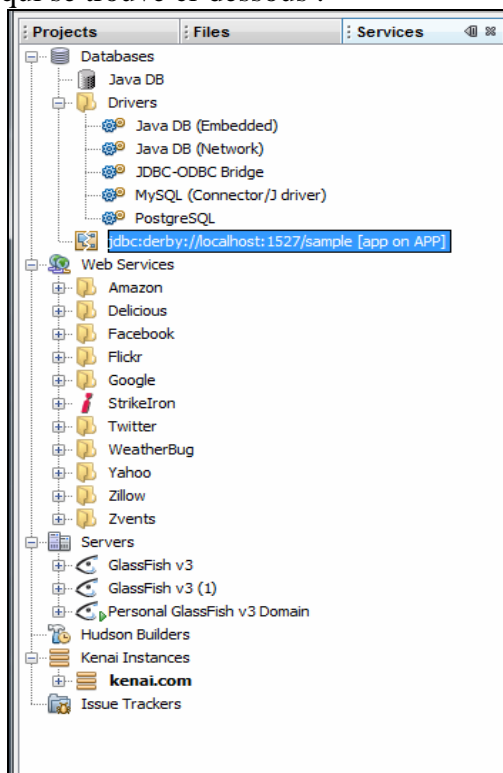 qui se trouve ci-dessous :
Projects Files Services
Databases
Java DB
Drivers
Java DB (Embedded)
Java DB (Network)
JDBC-ODBC Bridge
MySQL (Connector/J driver)
PostgreSQL
jdbc:derby://localhost:1527/sample [app on APP]
Web Services
Amazon
Delicious
Facebook
Flickr
Google
StrikeIron
Twitter
WeatherBug
Yahoo
Zillow
Zvents
Servers
GlassFish v3
GlassFish v3 (1)
Personal GlassFish v3 Domain
Hudson Builders
Kenai Instances
kenai.com
Issue Trackers